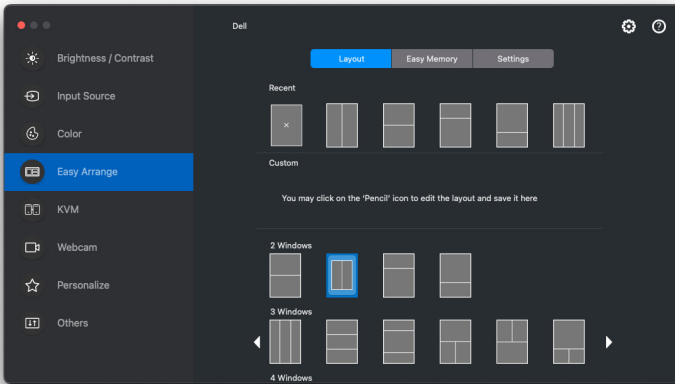 Dell
Brightness / Contrast
Input Source
Color
Easy Arrange
KVM
Webcam
Personalize
Others
Layout Easy Memory Settings
Recent
Custom
You may click on the 'Pencil' icon to edit the layout and save it here
2 Windows
3 Windows
4 Windows